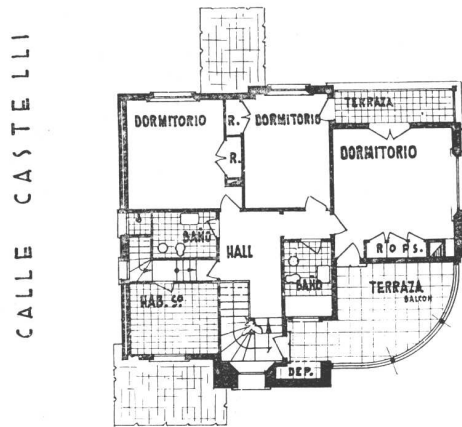 CALLE CASTELLI
TERRAZA
DORMITORIO
R.
DORMITORIO
R.
DORMITORIO
BAÑO
HALL
ROPS.
BAÑO
TERRAZA
BALCON
HAB. Sº
DEP.